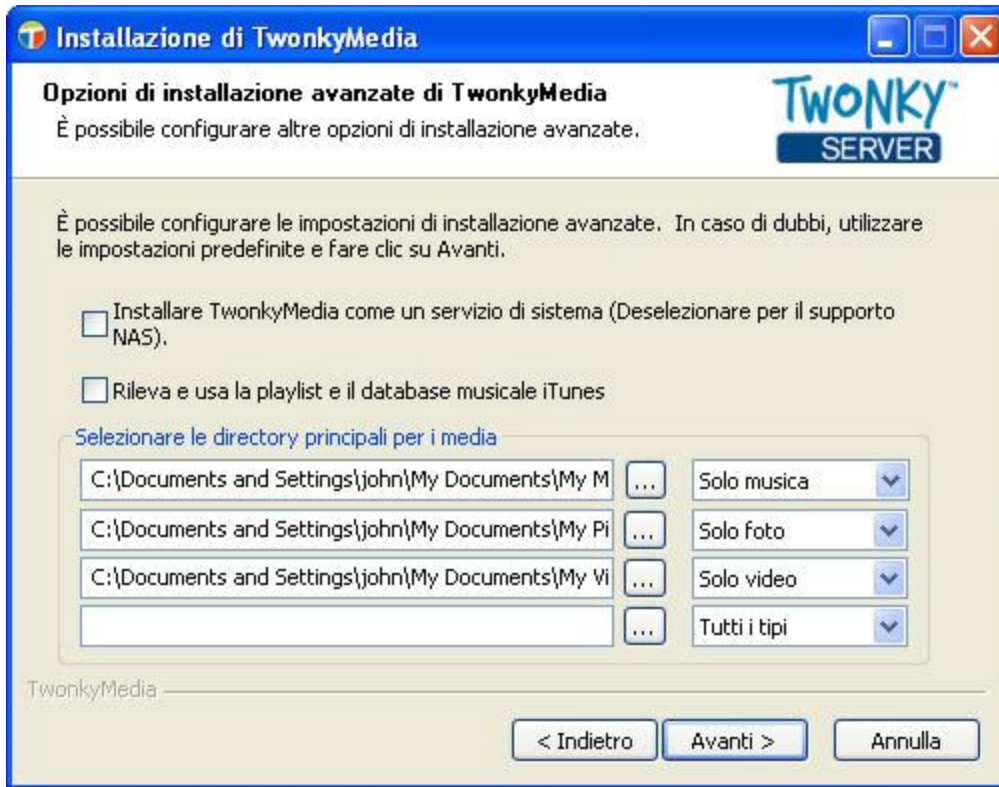 Installazione di TwonkyMedia
Opzioni di installazione avanzate di TwonkyMedia
È possibile configurare altre opzioni di installazione avanzate.
TWONKY™
SERVER
È possibile configurare le impostazioni di installazione avanzate. In caso di dubbi, utilizzare
le impostazioni predefinite e fare clic su Avanti.
Installare TwonkyMedia come un servizio di sistema (Deselezionare per il supporto
NAS).
Rileva e usa la playlist e il database musicale iTunes
Selezionare le directory principali per i media
C:\Documents and Settings\john\My Documents\My M ... Solo musica
C:\Documents and Settings\john\My Documents\My Pi ... Solo foto
C:\Documents and Settings\john\My Documents\My Vi ... Solo video
... Tutti i tipi
TwonkyMedia
< Indietro Avanti > Annulla